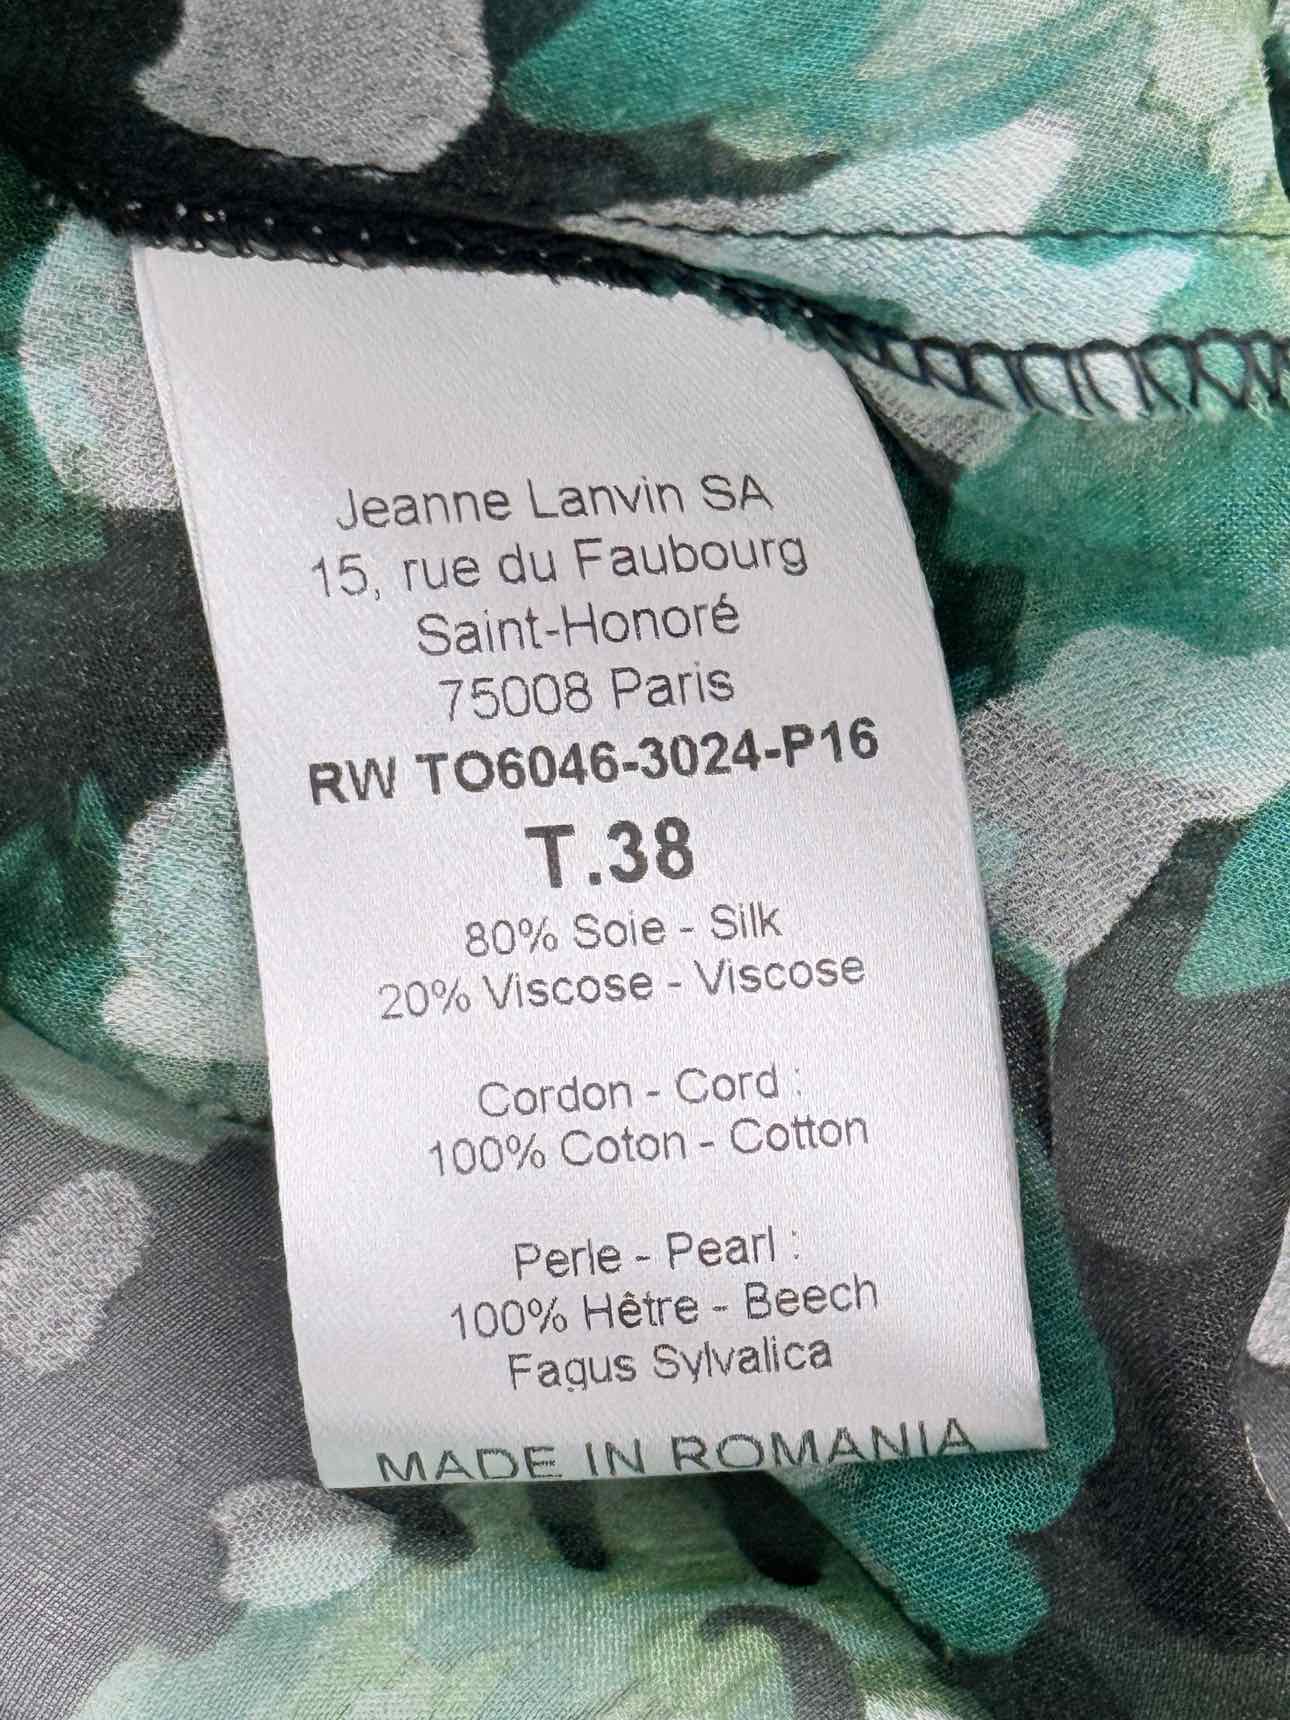 Jeanne Lanvin SA
15, rue du Faubourg
Saint-Honoré
75008 Paris
RW TO6046-3024-P16
T.38
80% Soie - Silk
20% Viscose - Viscose
Cordon - Cord :
100% Coton - Cotton
Perle - Pearl :
100% Hêtre - Beech
Fagus Sylvalica
MADE IN ROMANIA